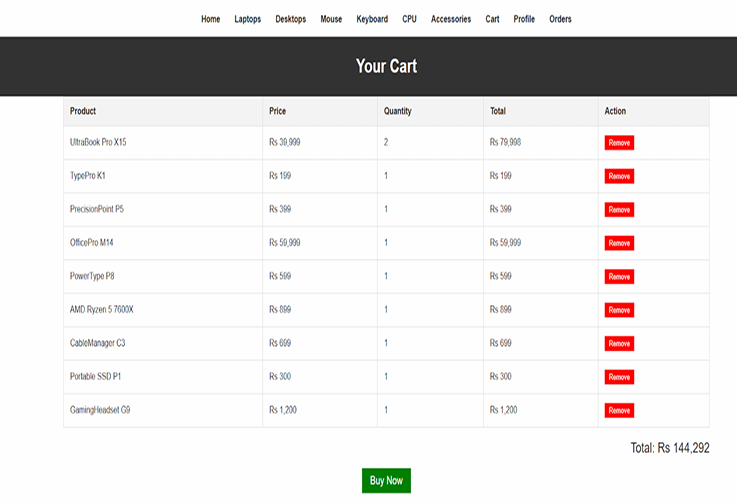 Home Laptops Desktops Mouse Keyboard CPU Accessories Cart Profile Orders
Your Cart
Product Price Quantity Total Action
UltraBook Pro X15 Rs 39,999 2 Rs 79,998 Remove
TypePro K1 Rs 199 1 Rs 199 Remove
PrecisionPoint P5 Rs 399 1 Rs 399 Remove
OfficePro M14 Rs 59,999 1 Rs 59,999 Remove
PowerType P8 Rs 599 1 Rs 599 Remove
AMD Ryzen 5 7600X Rs 899 1 Rs 899 Remove
CableManager C3 Rs 699 1 Rs 699 Remove
Portable SSD P1 Rs 300 1 Rs 300 Remove
GamingHeadset G9 Rs 1,200 1 Rs 1,200 Remove
Total: Rs 144,292
Buy Now